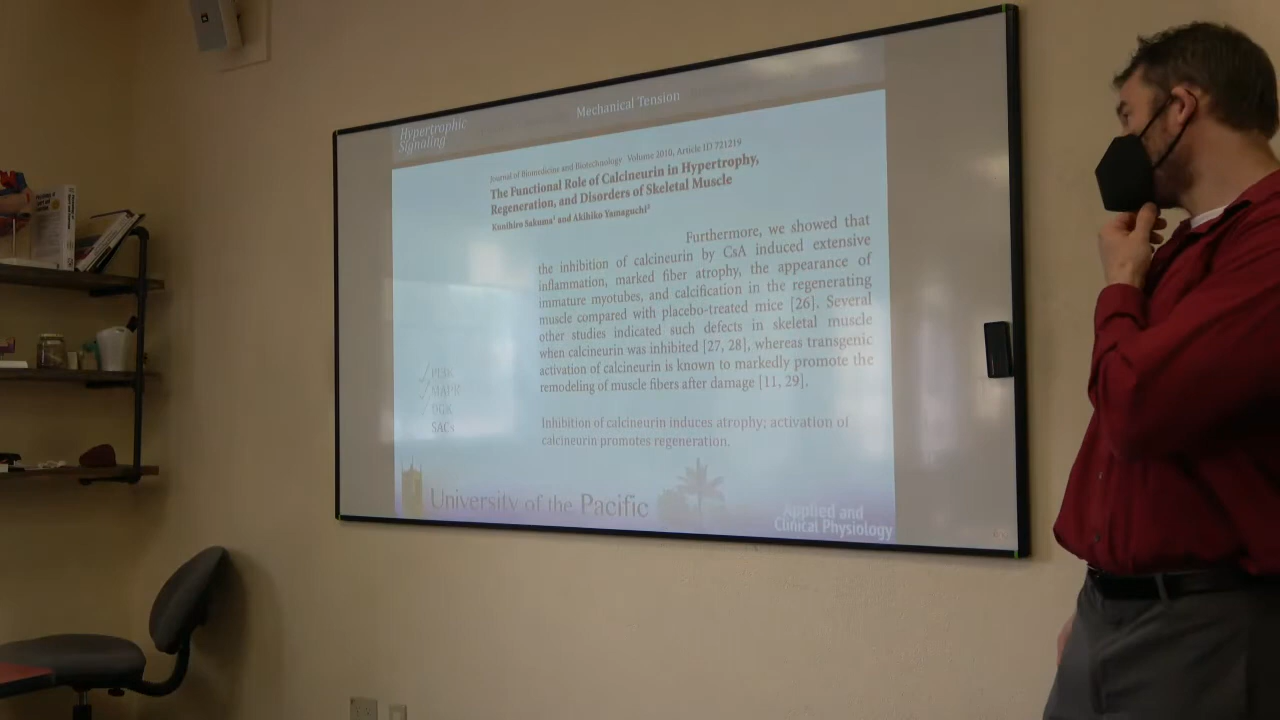 Mechanical Tension
Hypertrophic
Signaling
Journal of Biomedicine and Biotechnology Volume 2010, Article ID 721219
The Functional Role of Calcineurin in Hypertrophy,
Regeneration, and Disorders of Skeletal Muscle
Kunihiro Sakuma¹ and Akihiko Yamaguchi²
Furthermore, we showed that
the inhibition of calcineurin by CsA induced extensive
inflammation, marked fiber atrophy, the appearance of
immature myotubes, and calcification in the regenerating
muscle compared with placebo-treated mice [26]. Several
other studies indicated such defects in skeletal muscle
when calcineurin was inhibited [27, 28], whereas transgenic
activation of calcineurin is known to markedly promote the
remodeling of muscle fibers after damage [11, 29].
PI3K
MAPK
DGK
SACs
Inhibition of calcineurin induces atrophy; activation of
calcineurin promotes regeneration.
University of the Pacific
Applied and
Clinical Physiology